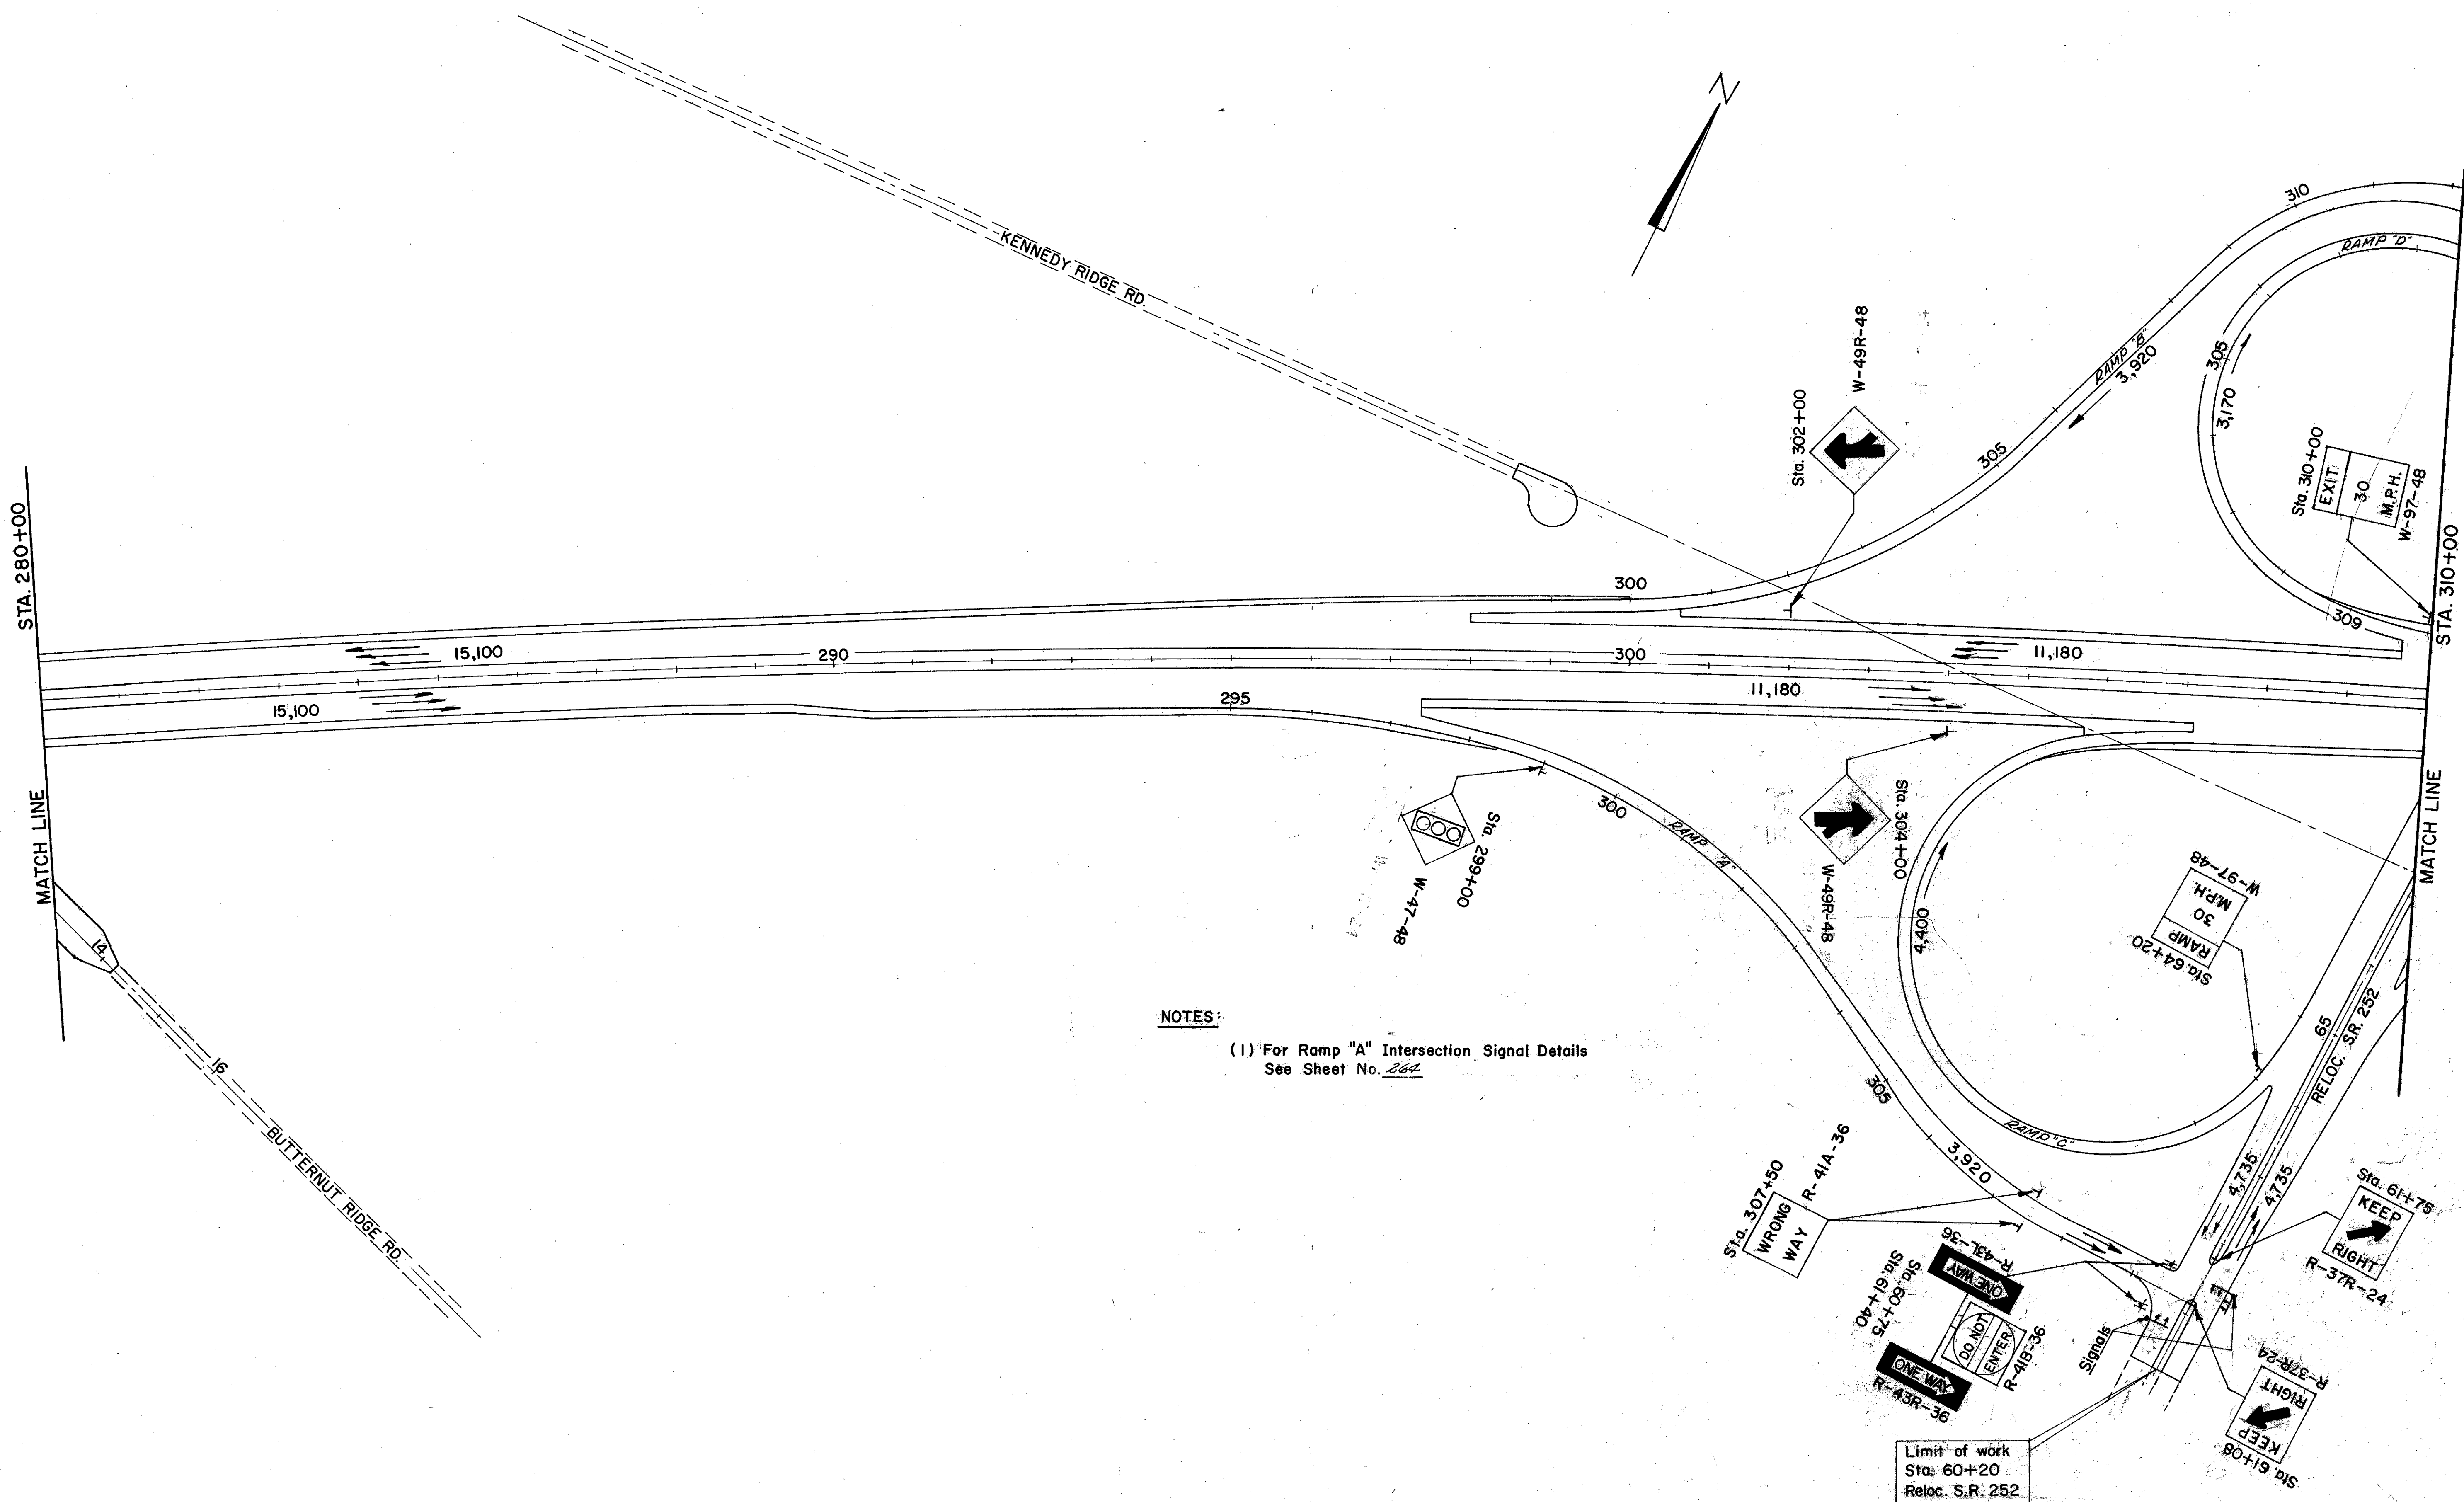 N
KENNEDY RIDGE RD.
310
RAMP "D"
W-49R-48
Sta. 302+00
RAMP "B"
3,920
305
3,170
305
Sta. 310+00
EXIT
30
M.P.H.
W-97-48
STA. 280+00
MATCH LINE
STA. 310+00
MATCH LINE
300
309
15,100
290
300
11,180
15,100
295
11,180
300
RAMP "A"
Sta. 299+00
W-47-48
Sta. 304+00
W-49R-48
4,400
W-97-48
M.P.H.
30
RAMP
Sta. 64+20
14
16
BUTTERNUT RIDGE RD.
NOTES:
(1) For Ramp "A" Intersection Signal Details
See Sheet No. 264
65
RELOC. S.R. 252
305
RAMP "C"
3,920
4,735
4,735
Sta. 307+50
WRONG
WAY
R-41A-36
Sta. 61+75
KEEP
RIGHT
R-37R-24
R-43L-36
ONE WAY
Sta. 60+75
Sta. 61+40
DO NOT
ENTER
R-41B-36
ONE WAY
R-43R-36
Signals
R-37R-24
RIGHT
KEEP
Sta. 61+08
Limit of work
Sta. 60+20
Reloc. S.R. 252